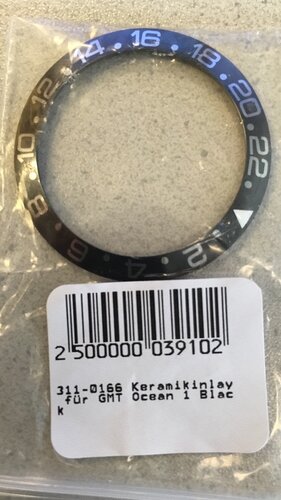 2 4 6 8 10 12 14 16 18 20 22
2 500000 039102
311-0166 Keramikinlay
für GMT Ocean 1 Blac
k